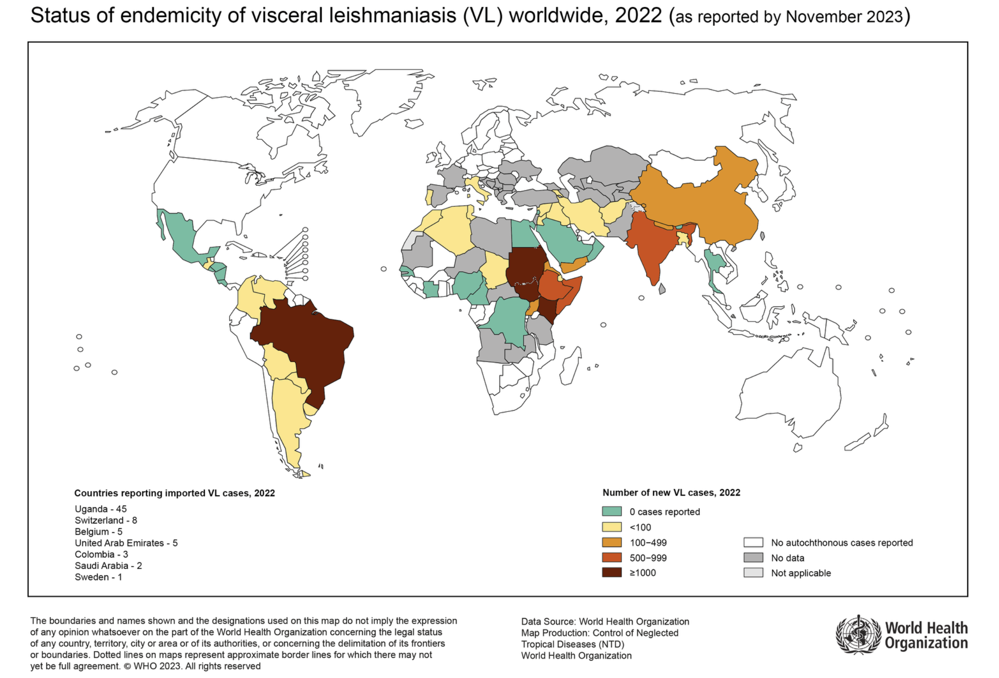 Status of endemicity of visceral leishmaniasis (VL) worldwide, 2022 (as reported by November 2023)
Countries reporting imported VL cases, 2022
Uganda - 45
Switzerland - 8
Belgium - 5
United Arab Emirates - 5
Colombia - 3
Saudi Arabia - 2
Sweden - 1
Number of new VL cases, 2022
0 cases reported
<100
100–499
500–999
≥1000
No autochthonous cases reported
No data
Not applicable
The boundaries and names shown and the designations used on this map do not imply the expression
of any opinion whatsoever on the part of the World Health Organization concerning the legal status
of any country, territory, city or area or of its authorities, or concerning the delimitation of its frontiers
or boundaries. Dotted lines on maps represent approximate border lines for which there may not
yet be full agreement. © WHO 2023. All rights reserved
Data Source: World Health Organization
Map Production: Control of Neglected
Tropical Diseases (NTD)
World Health Organization
World Health
Organization